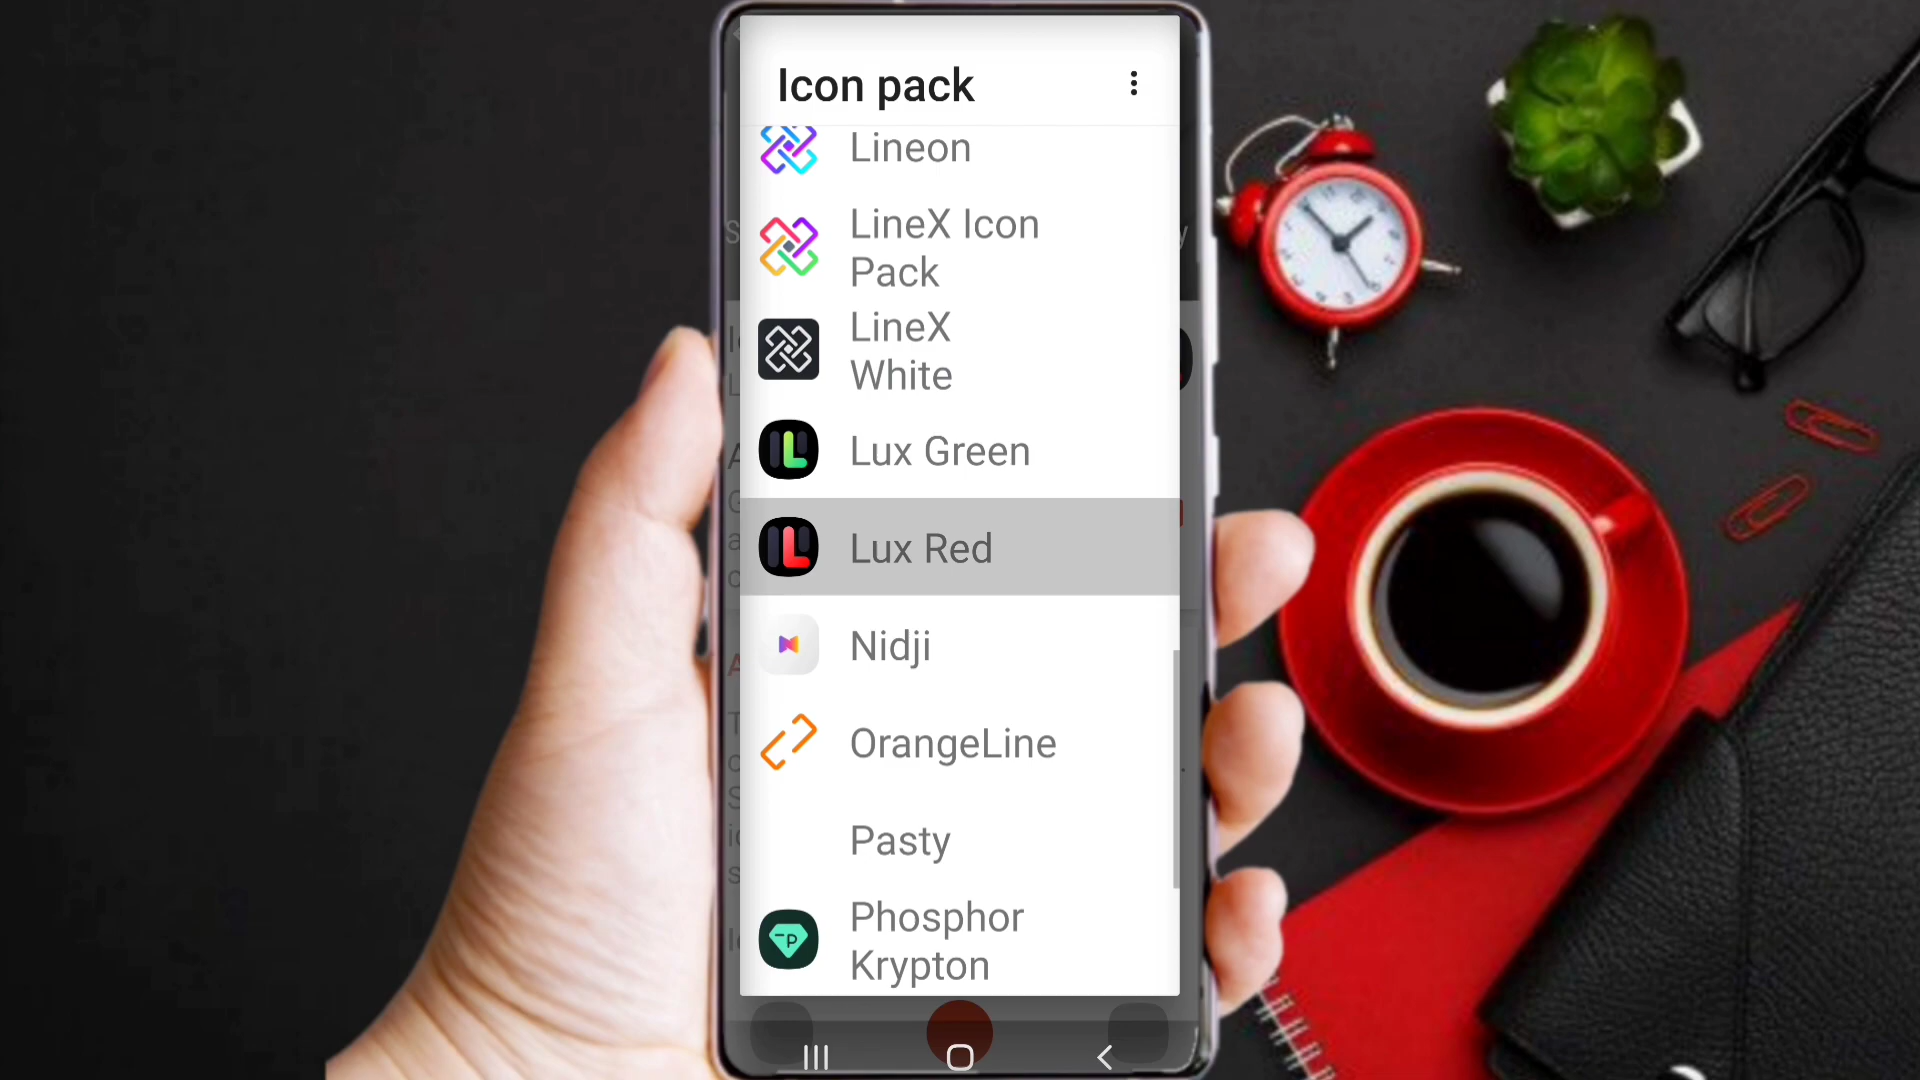 Icon pack
Lineon
LineX Icon
Pack
LineX
White
Lux Green
Lux Red
Nidji
OrangeLine
Pasty
Phosphor
Krypton